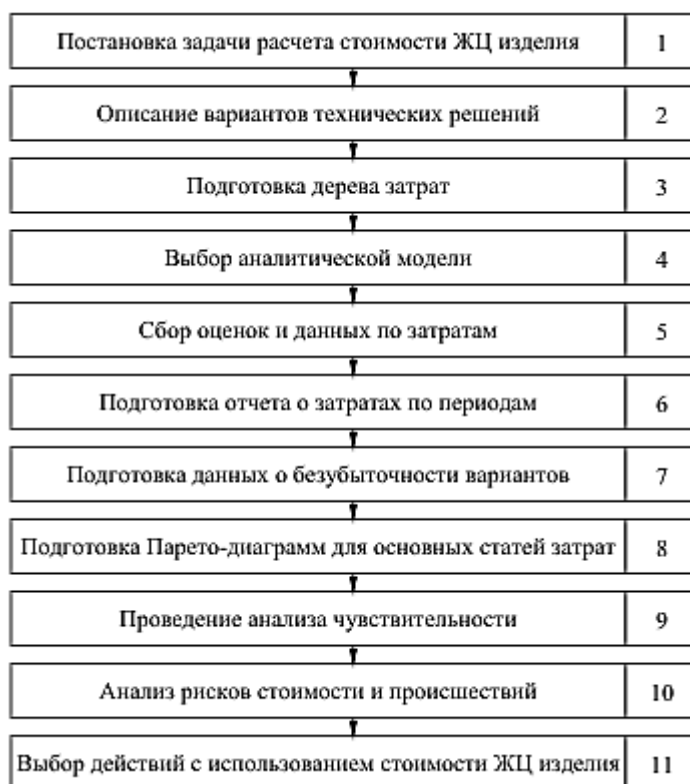 Постановка задачи расчета стоимости ЖЦ изделия 1
Описание вариантов технических решений 2
Подготовка дерева затрат 3
Выбор аналитической модели 4
Сбор оценок и данных по затратам 5
Подготовка отчета о затратах по периодам 6
Подготовка данных о безубыточности вариантов 7
Подготовка Парето-диаграмм для основных статей затрат 8
Проведение анализа чувствительности 9
Анализ рисков стоимости и происшествий 10
Выбор действий с использованием стоимости ЖЦ изделия 11